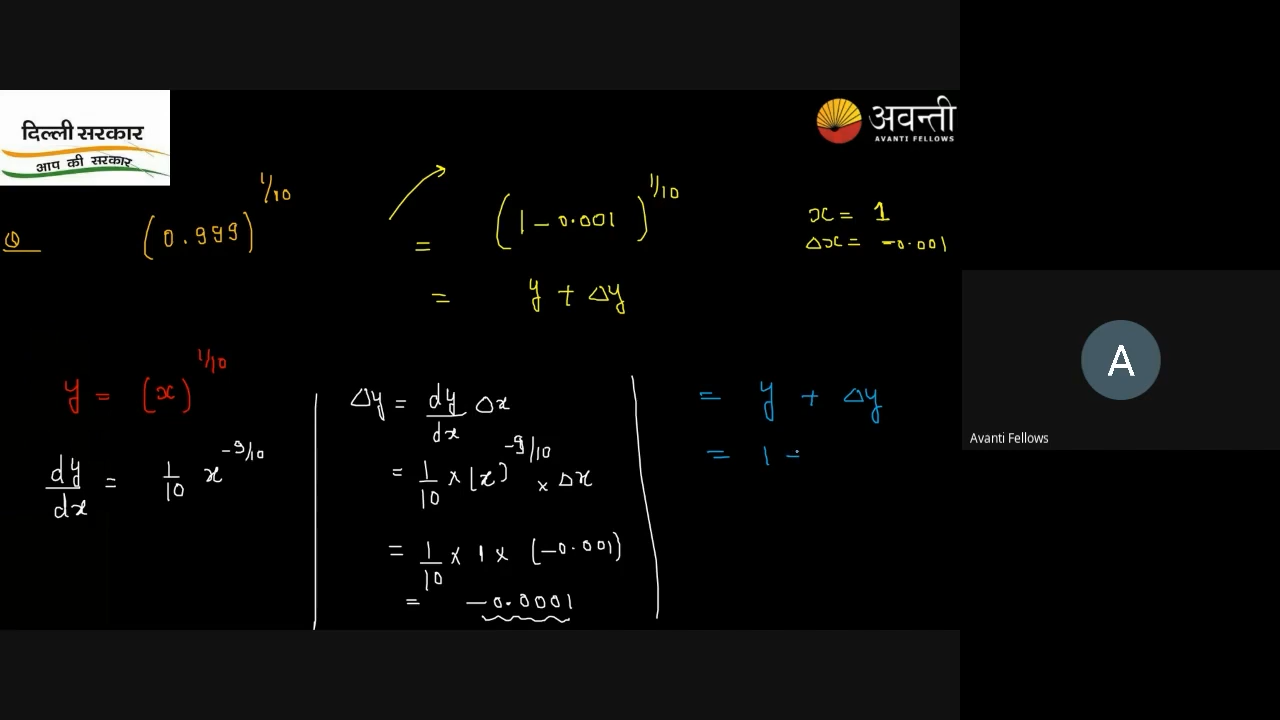 दिल्ली सरकार
आप की सरकार
अवन्ती
AVANTI FELLOWS
Q (0.999)^1/10
= (1 - 0.001)^1/10
= y + Δy
x = 1
Δx = -0.001
y = (x)^1/10
dy/dx = 1/10 x^-9/10
Δy = dy/dx Δx
= 1/10 × (x)^-9/10 × Δx
= 1/10 × 1 × (-0.001)
= -0.0001
= y + Δy
= 1 -
A
Avanti Fellows